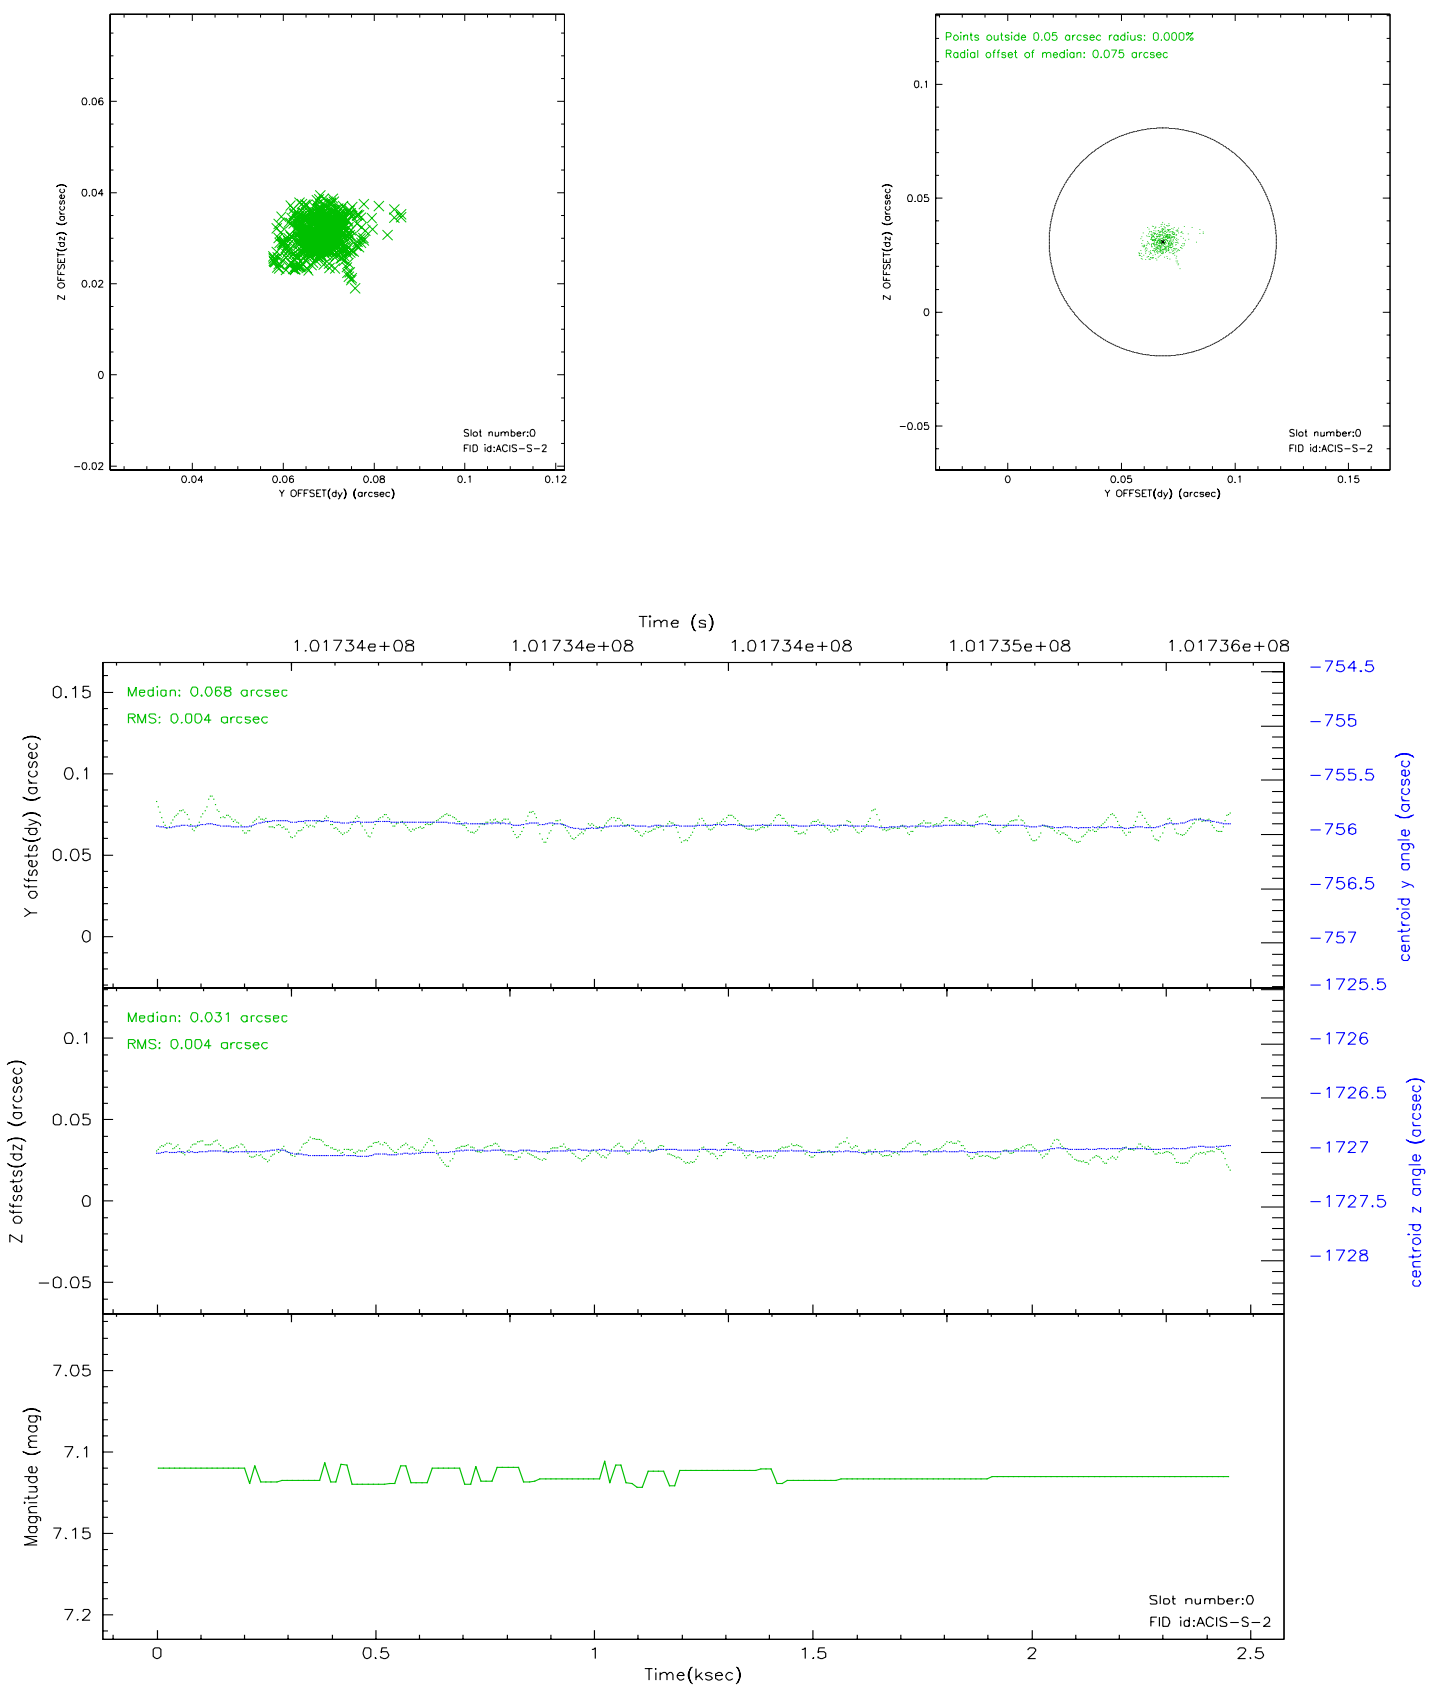 0.06
0.04
0.02
0
−0.02
0.04
0.06
0.08
0.1
0.12
Z OFFSET(dz) (arcsec)
Y OFFSET(dy) (arcsec)
Slot number:0
FID id:ACIS−S−2
Points outside 0.05 arcsec radius: 0.000%
Radial offset of median: 0.075 arcsec
0.1
0.05
0
−0.05
0
0.05
0.1
0.15
Z OFFSET(dz) (arcsec)
Y OFFSET(dy) (arcsec)
Slot number:0
FID id:ACIS−S−2
Time (s)
1.01734e+08
1.01734e+08
1.01734e+08
1.01735e+08
1.01736e+08
Median: 0.068 arcsec
RMS: 0.004 arcsec
0.15
0.1
0.05
0
Y offsets(dy) (arcsec)
−754.5
−755
−755.5
−756
−756.5
−757
centroid y angle (arcsec)
Median: 0.031 arcsec
RMS: 0.004 arcsec
0.1
0.05
0
−0.05
Z offsets(dz) (arcsec)
−1725.5
−1726
−1726.5
−1727
−1727.5
−1728
centroid z angle (arcsec)
7.05
7.1
7.15
7.2
Magnitude (mag)
Slot number:0
FID id:ACIS−S−2
0
0.5
1
1.5
2
2.5
Time(ksec)